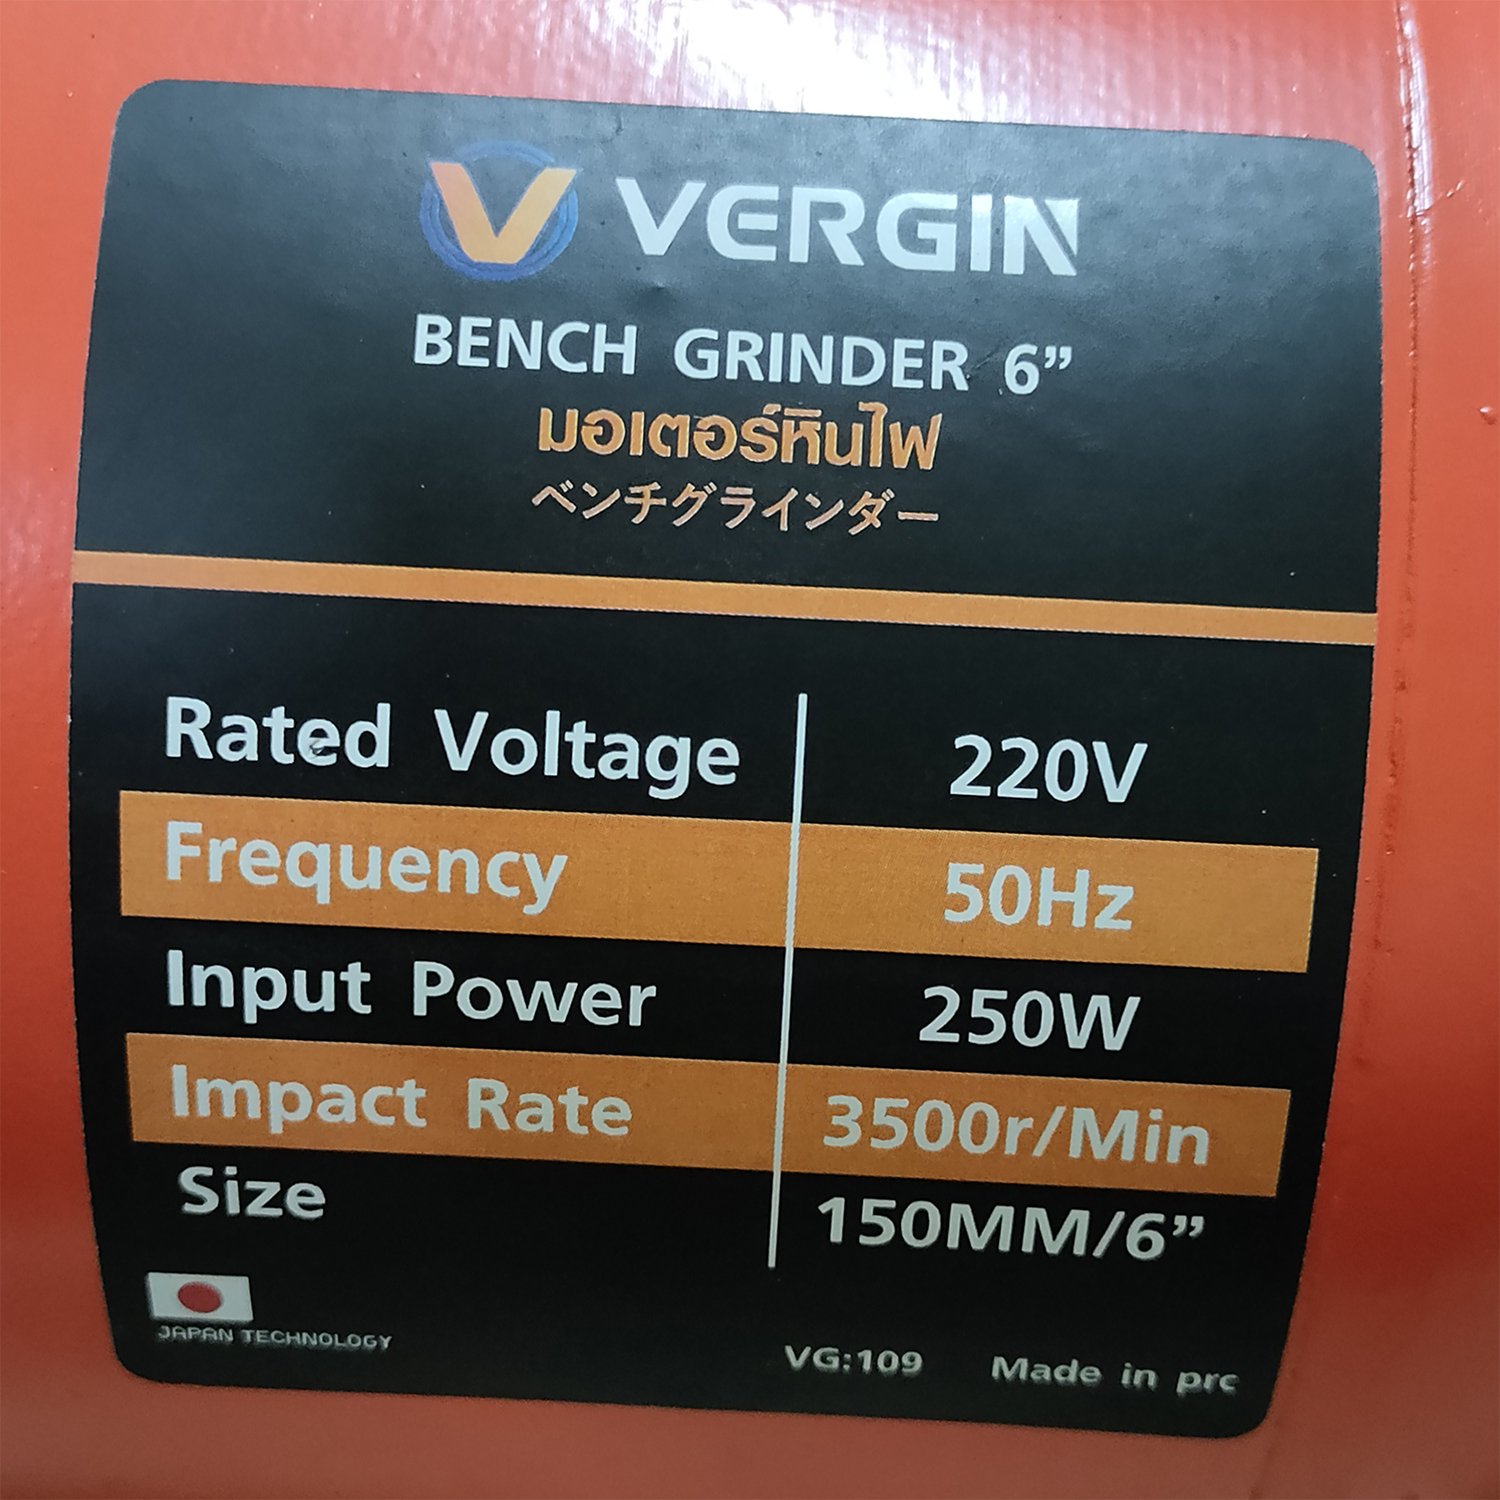 V VERGIN
BENCH GRINDER 6”
มอเตอร์หินไฟ
ベンチグラインダー
Rated Voltage 220V
Frequency 50Hz
Input Power 250W
Impact Rate 3500r/Min
Size 150MM/6”
JAPAN TECHNOLOGY
VG:109 Made in prc